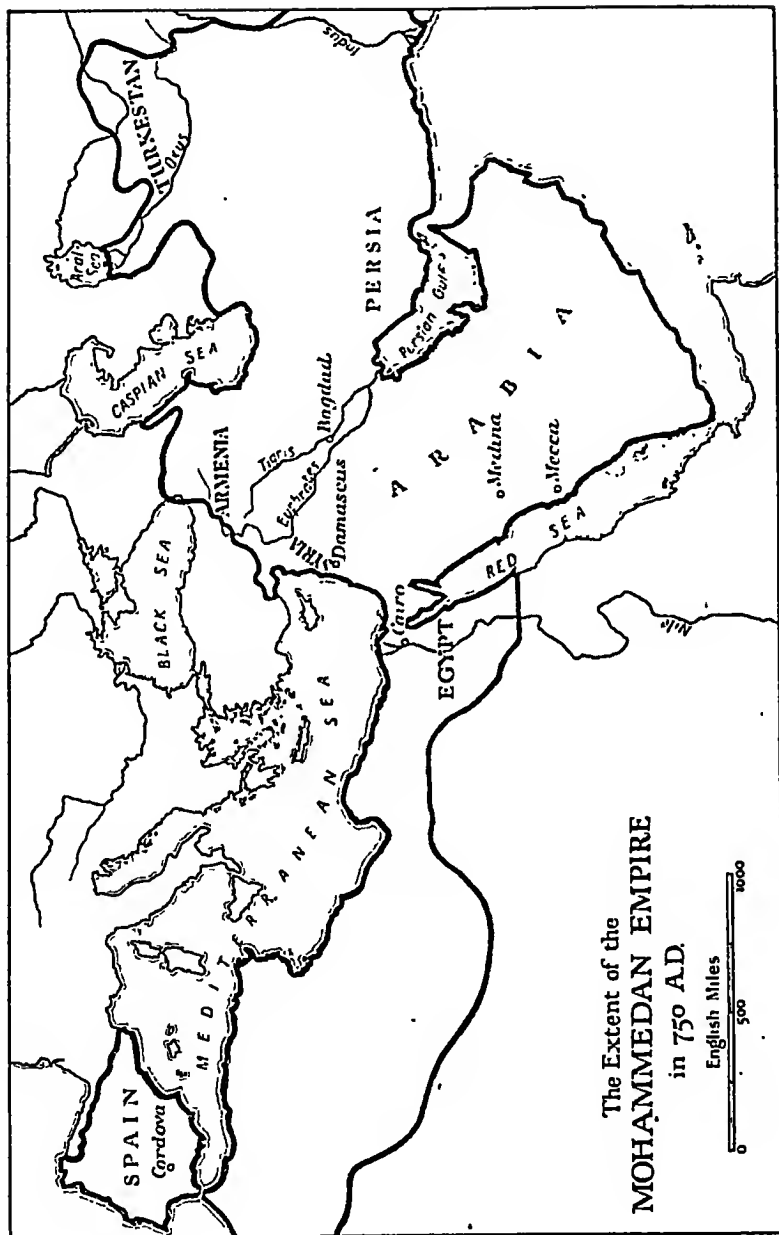 TURKESTAN
Oxus
Indus
Aral
Sea
CASPIAN SEA
PERSIA
Persian Gulf
ARMENIA
Tigris
Bagdad
Euphrates
BLACK SEA
SYRIA
Damascus
ARABIA
Medina
Mecca
RED SEA
Cairo
EGYPT
Nile
MEDITERRANEAN SEA
SPAIN
Cordova
The Extent of the
MOHAMMEDAN EMPIRE
in 750 A.D.
English Miles
0 500 1000